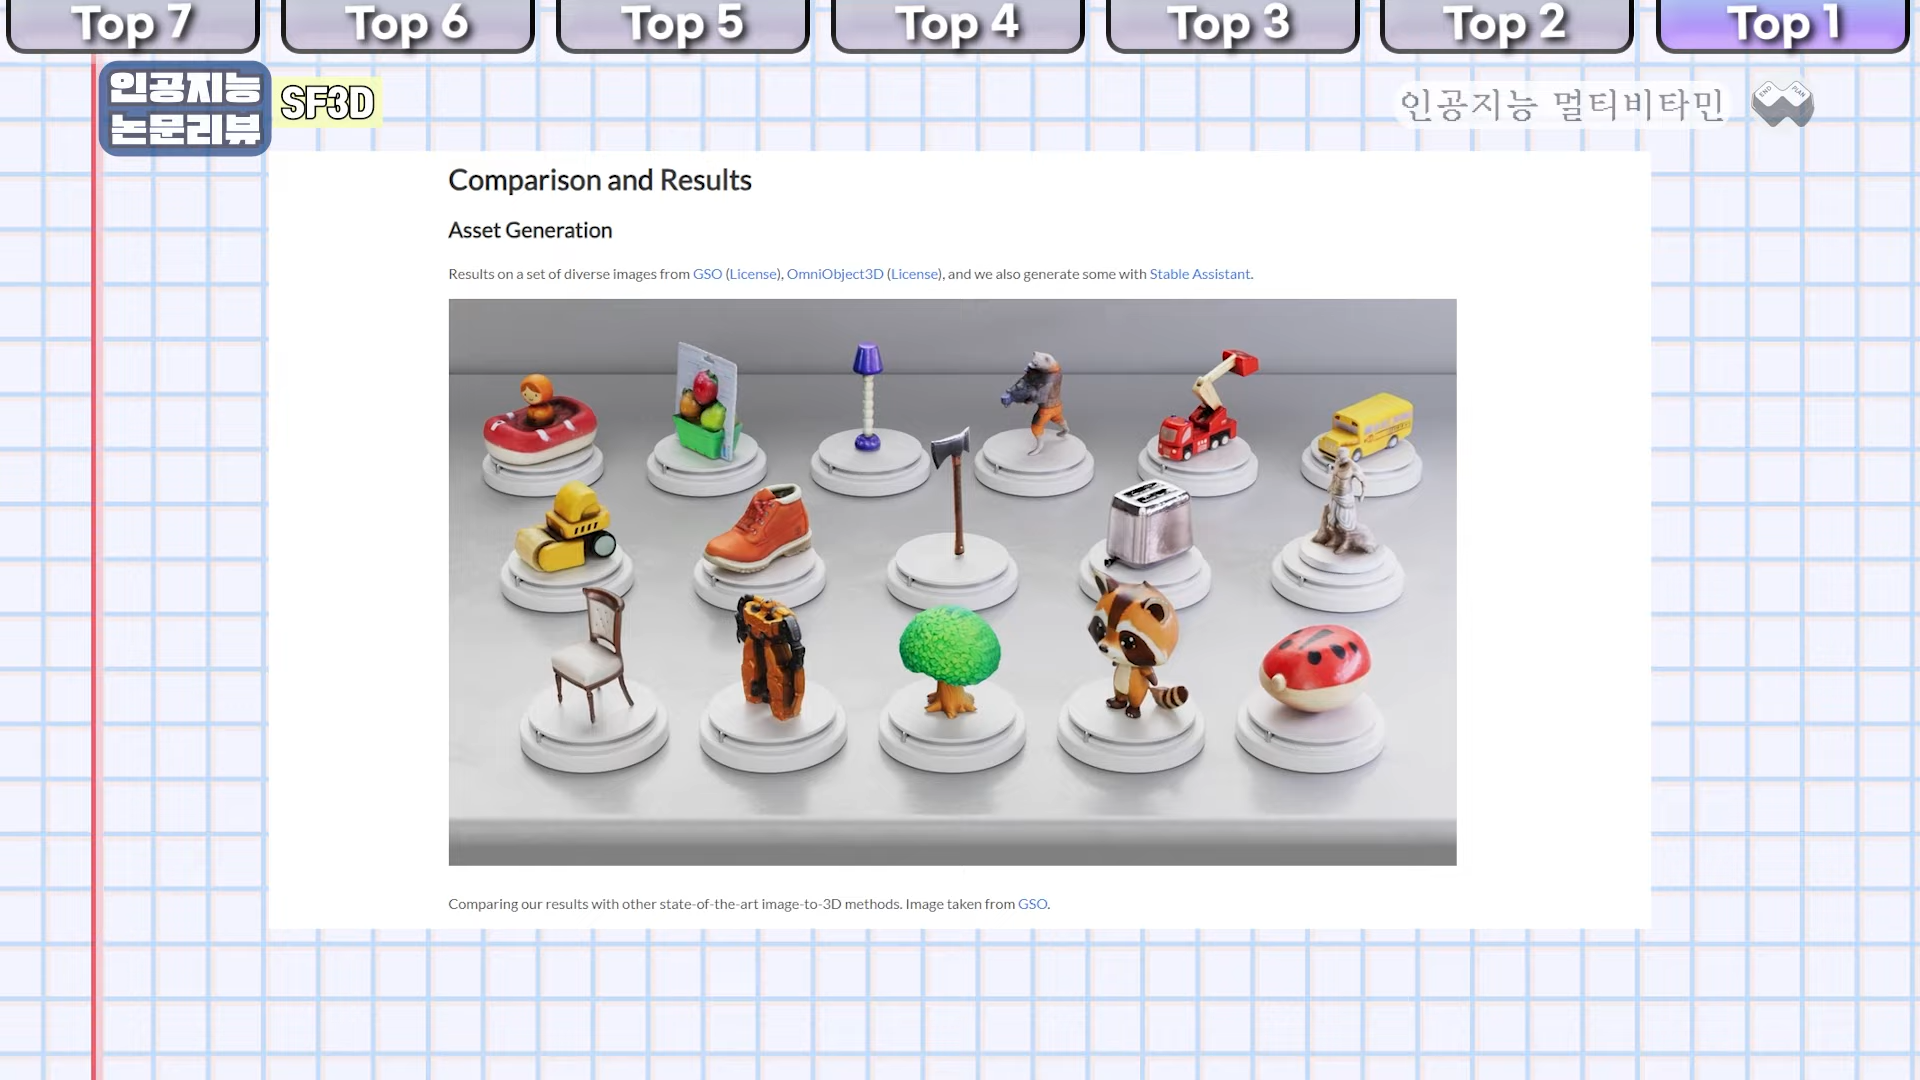 Top 7
Top 6
Top 5
Top 4
Top 3
Top 2
Top 1
인공지능
논문리뷰
SF3D
인공지능 멀티비타민
END
PLAN
Comparison and Results
Asset Generation
Results on a set of diverse images from GSO (License), OmniObject3D (License), and we also generate some with Stable Assistant.
Comparing our results with other state-of-the-art image-to-3D methods. Image taken from GSO.